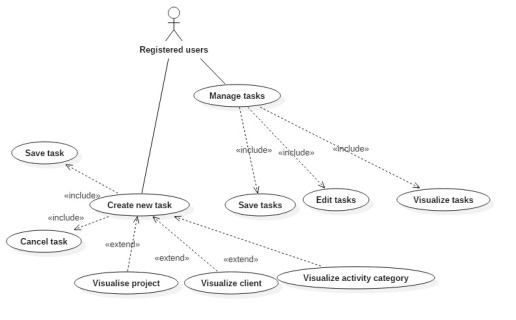 Registered users
Manage tasks
«include»
«include»
«include»
Save task
«include»
Create new task
Save tasks
Edit tasks
Visualize tasks
«include»
Cancel task
«extend»
«extend»
«extend»
Visualise project
Visualize client
Visualize activity category